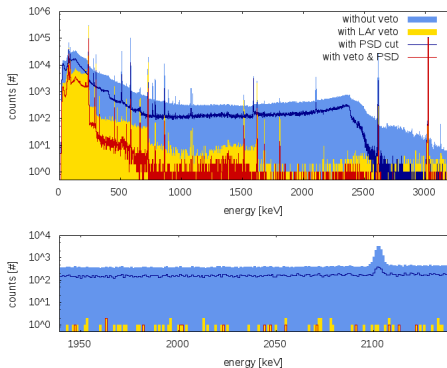 10^6
10^5
10^4
10^3
10^2
10^1
10^0
counts [#]
without veto
with LAr veto
with PSD cut
with veto & PSD
0 500 1000 1500 2000 2500 3000
energy [keV]
10^4
10^3
10^2
10^1
10^0
counts [#]
1950 2000 2050 2100
energy [keV]